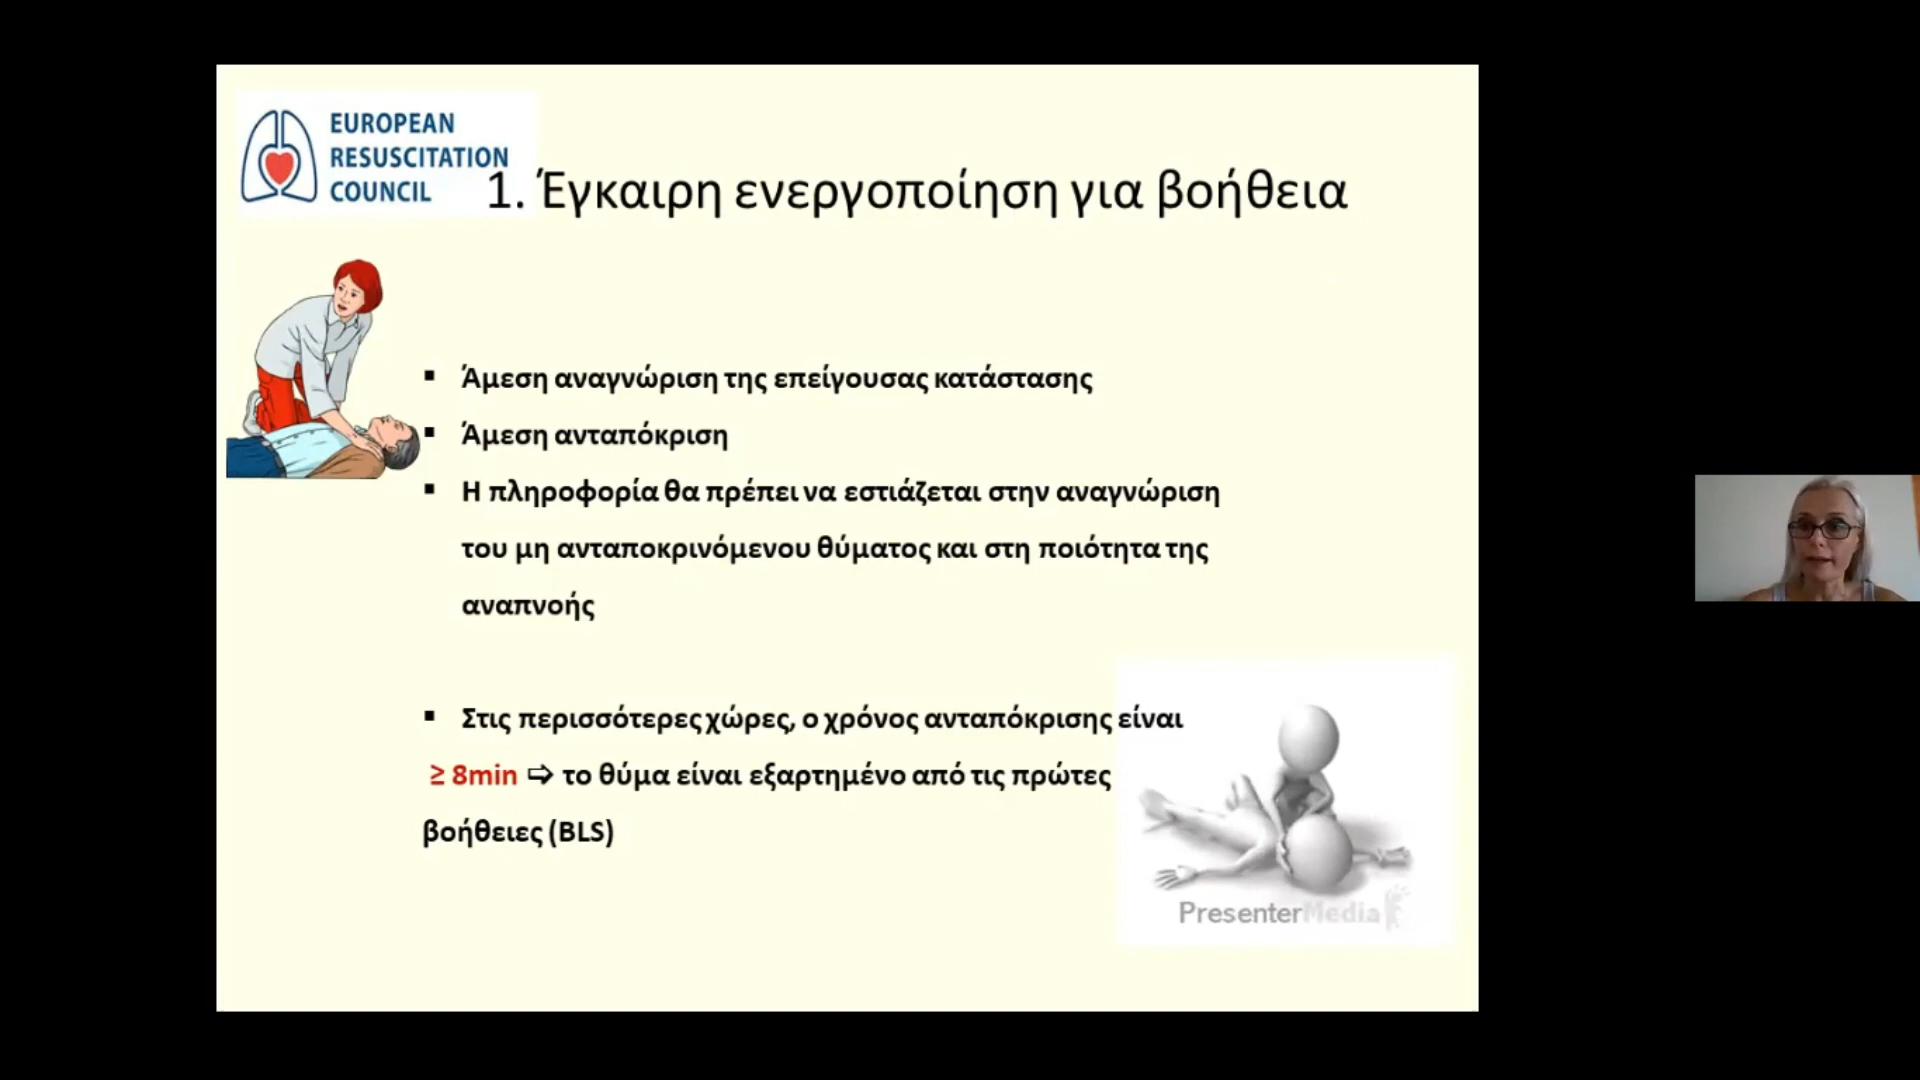 EUROPEAN
RESUSCITATION
COUNCIL
1. Έγκαιρη ενεργοποίηση για βοήθεια
▪ Άμεση αναγνώριση της επείγουσας κατάστασης
▪ Άμεση ανταπόκριση
▪ Η πληροφορία θα πρέπει να εστιάζεται στην αναγνώριση
του μη ανταποκρινόμενου θύματος και στη ποιότητα της
αναπνοής
▪ Στις περισσότερες χώρες, ο χρόνος ανταπόκρισης είναι
≥ 8min ⇨ το θύμα είναι εξαρτημένο από τις πρώτες
βοήθειες (BLS)
PresenterMedia